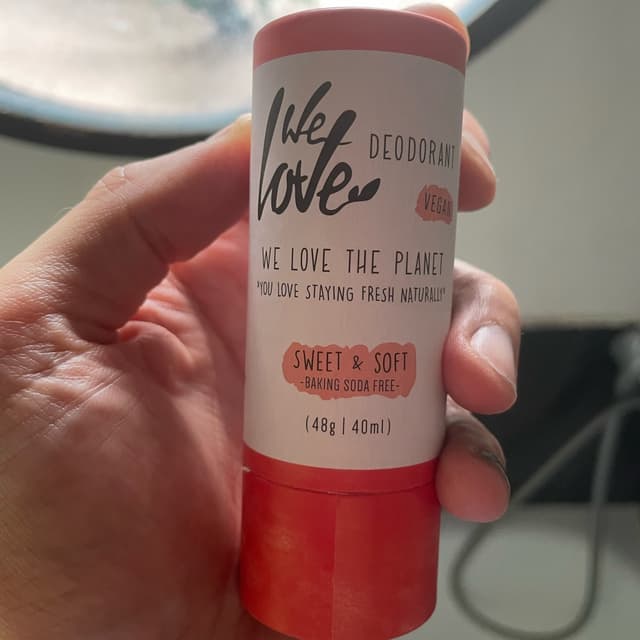 We
love
DEODORANT
VEGAN
WE LOVE THE PLANET
"YOU LOVE STAYING FRESH NATURALLY"
SWEET & SOFT
-BAKING SODA FREE-
(48g | 40ml)